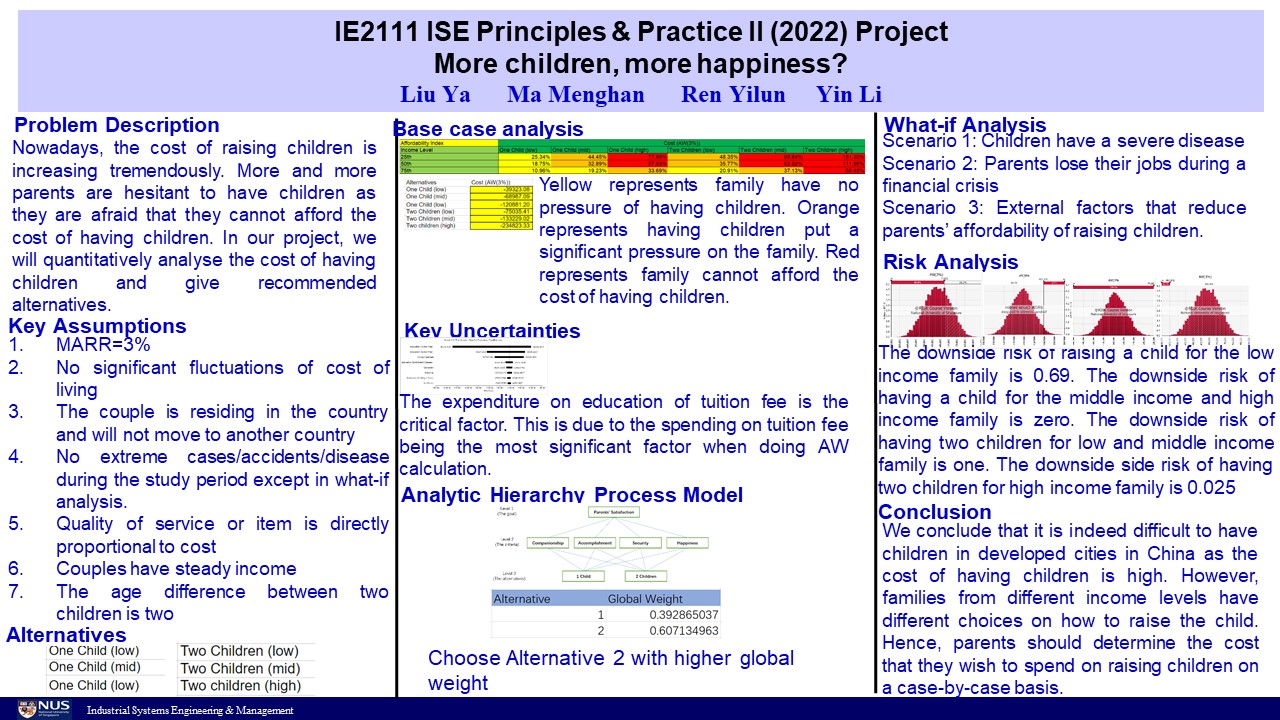 IE2111 ISE Principles & Practice II (2022) Project
More children, more happiness?
Liu Ya Ma Menghan Ren Yilun Yin Li
Problem Description
Nowadays, the cost of raising children is
increasing tremendously. More and more
parents are hesitant to have children as
they are afraid that they cannot afford the
cost of having children. In our project, we
will quantitatively analyse the cost of having
children and give recommended
alternatives.
Key Assumptions
1. MARR=3%
2. No significant fluctuations of cost of
living
3. The couple is residing in the country
and will not move to another country
4. No extreme cases/accidents/disease
during the study period except in what-if
analysis.
5. Quality of service or item is directly
proportional to cost
6. Couples have steady income
7. The age difference between two
children is two
Alternatives
One Child (low) Two Children (low)
One Child (mid) Two Children (mid)
One Child (low) Two children (high)
Base case analysis
Affordability Index Cost (AW(3%))
Income Level One Child (low) One Child (mid) One Child (high) Two Children (low) Two Children (mid) Two Children (high)
25th 25.34% 44.45% 48.35%
50th 18.75% 32.89% 35.77%
75th 10.96% 19.23% 33.69% 20.91% 37.13%
Alternatives Cost (AW(3%))
One Child (low) -39323.08
One Child (mid) -68987.09
One Child (low) -120881.20
Two Children (low) -75035.41
Two Children (mid) -133229.02
Two children (high) -234823.33
Yellow represents family have no
pressure of having children. Orange
represents having children put a
significant pressure on the family. Red
represents family cannot afford the
cost of having children.
Key Uncertainties
The expenditure on education of tuition fee is the
critical factor. This is due to the spending on tuition fee
being the most significant factor when doing AW
calculation.
Analytic Hierarchy Process Model
Level 1
(The goal)
Parents' Satisfaction
Level 2
(The criteria)
Companionship Accomplishment Security Happiness
Level 3
(The alternatives)
1 Child 2 Children
Alternative Global Weight
1 0.392865037
2 0.607134963
Choose Alternative 2 with higher global
weight
What-if Analysis
Scenario 1: Children have a severe disease
Scenario 2: Parents lose their jobs during a
financial crisis
Scenario 3: External factors that reduce
parents' affordability of raising children.
Risk Analysis
The downside risk of raising a child for the low
income family is 0.69. The downside risk of
having a child for the middle income and high
income family is zero. The downside risk of
having two children for low and middle income
family is one. The downside side risk of having
two children for high income family is 0.025
Conclusion
We conclude that it is indeed difficult to have
children in developed cities in China as the
cost of having children is high. However,
families from different income levels have
different choices on how to raise the child.
Hence, parents should determine the cost
that they wish to spend on raising children on
a case-by-case basis.
NUS
National University
of Singapore
Industrial Systems Engineering & Management